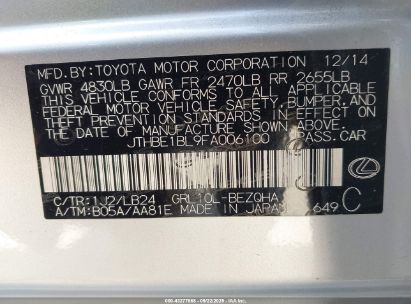 MFD.BY:TOYOTA MOTOR CORPORATION 12/14
GVWR 4830LB GAWR FR 2470LB RR 2655LB
THIS VEHICLE CONFORMS TO ALL APPLICABLE
FEDERAL MOTOR VEHICLE SAFETY, BUMPER, AND
THEFT PREVENTION STANDARDS IN EFFECT ON
THE DATE OF MANUFACTURE SHOWN ABOVE.
JTHBE1BL9FA006100 PASS.CAR
C/TR:1J2/LB24 GRL10L-BEZQHA
A/TM:B05A/AA81E MADE IN JAPAN 649 C